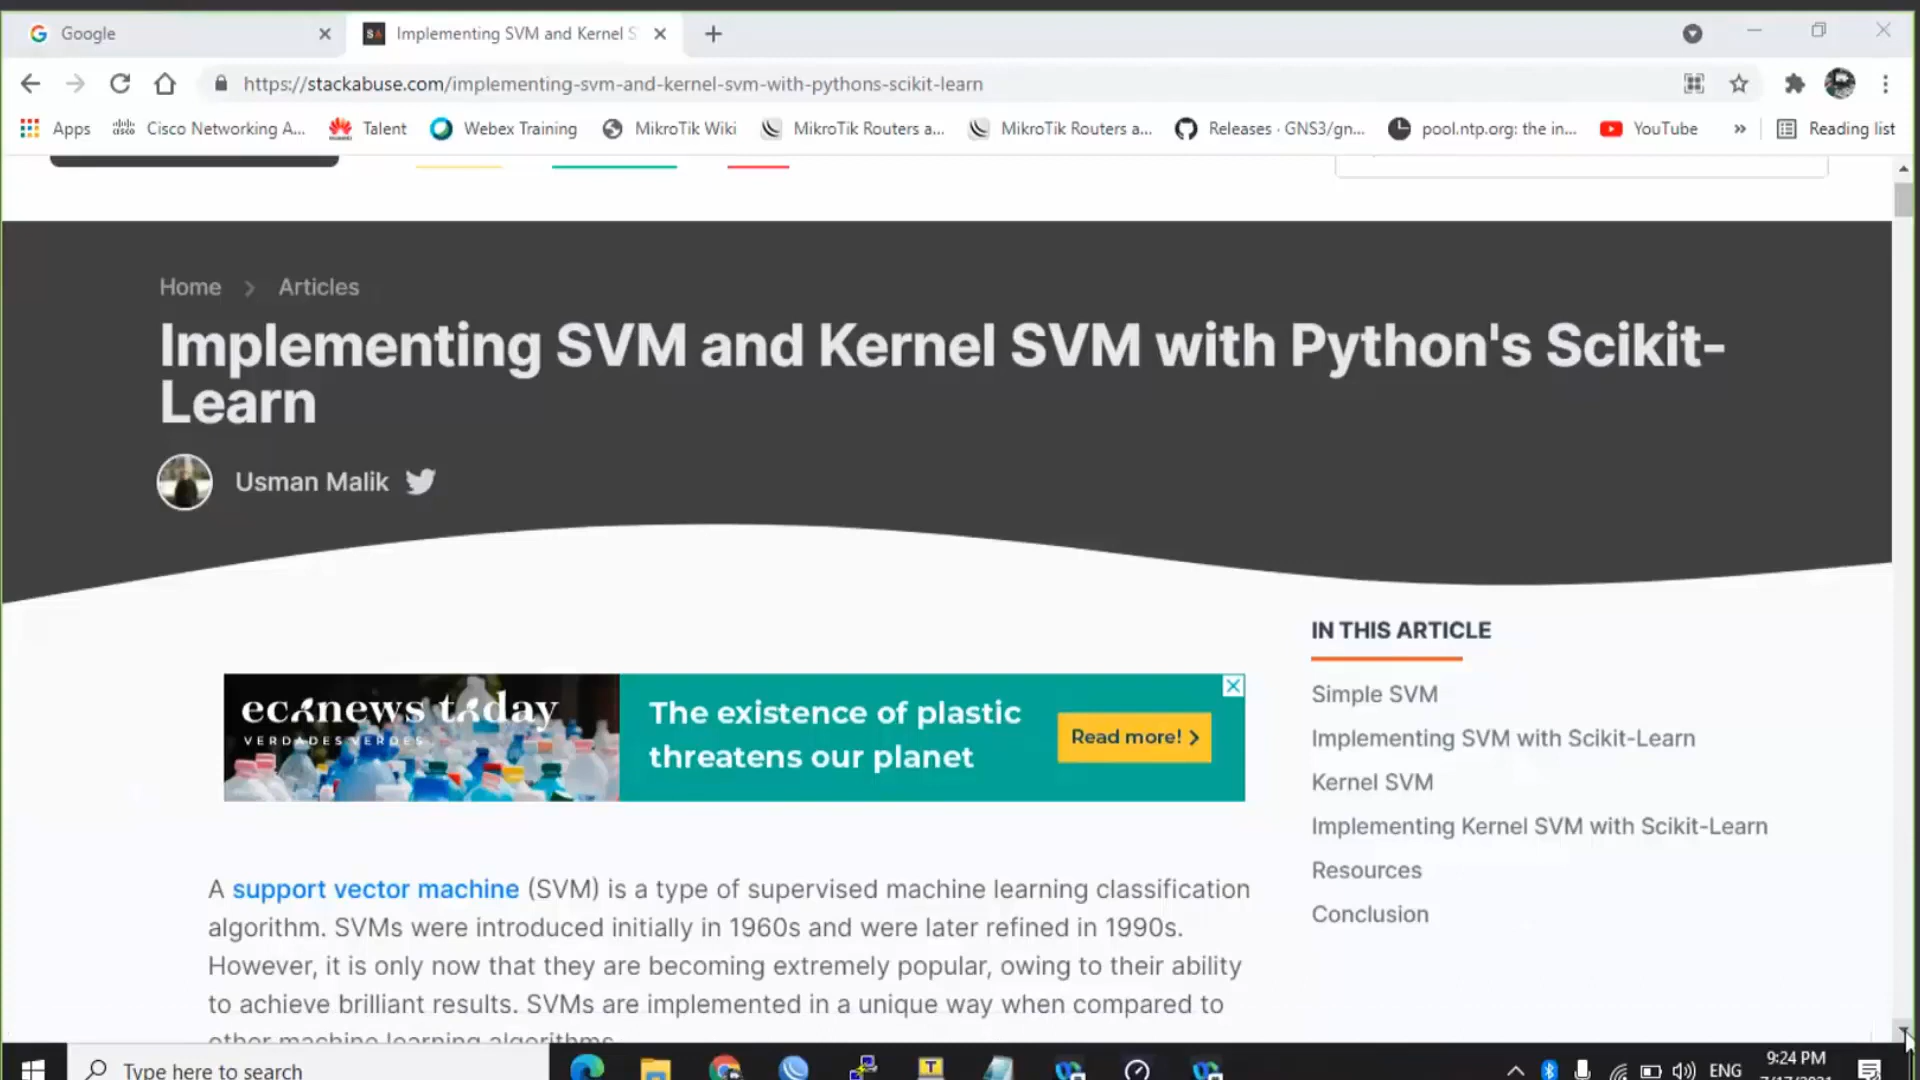 Google
Implementing SVM and Kernel S
https://stackabuse.com/implementing-svm-and-kernel-svm-with-pythons-scikit-learn
Apps
Cisco Networking A...
Talent
Webex Training
MikroTik Wiki
MikroTik Routers a...
MikroTik Routers a...
Releases · GNS3/gn...
pool.ntp.org: the in...
YouTube
»
Reading list
Home > Articles
Implementing SVM and Kernel SVM with Python's Scikit-
Learn
Usman Malik
IN THIS ARTICLE
Simple SVM
Implementing SVM with Scikit-Learn
Kernel SVM
Implementing Kernel SVM with Scikit-Learn
Resources
Conclusion
econews today
VERDADES VERDES
The existence of plastic
threatens our planet
Read more! >
A support vector machine (SVM) is a type of supervised machine learning classification
algorithm. SVMs were introduced initially in 1960s and were later refined in 1990s.
However, it is only now that they are becoming extremely popular, owing to their ability
to achieve brilliant results. SVMs are implemented in a unique way when compared to
other machine learning algorithms.
Type here to search
ENG
9:24 PM